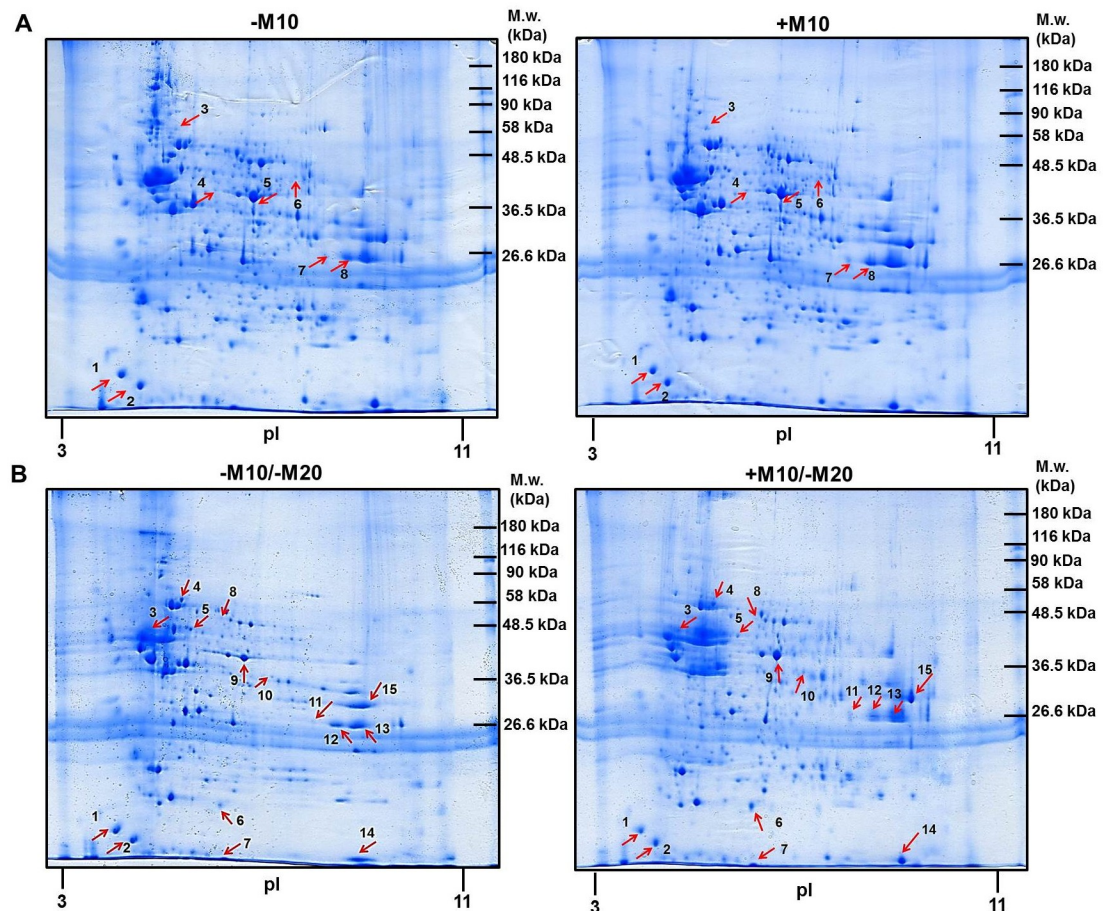 A
-M10
+M10
M.w.
(kDa)
180 kDa
116 kDa
90 kDa
58 kDa
48.5 kDa
36.5 kDa
26.6 kDa
3
4
5
6
7
8
1
2
3
pI
11
M.w.
(kDa)
180 kDa
116 kDa
90 kDa
58 kDa
48.5 kDa
36.5 kDa
26.6 kDa
3
4
5
6
7
8
1
2
3
pI
11
B
-M10/-M20
+M10/-M20
M.w.
(kDa)
180 kDa
116 kDa
90 kDa
58 kDa
48.5 kDa
36.5 kDa
26.6 kDa
4
8
3
5
9
10
11
15
12
13
6
1
2
7
14
3
pI
11
M.w.
(kDa)
180 kDa
116 kDa
90 kDa
58 kDa
48.5 kDa
36.5 kDa
26.6 kDa
4
8
3
5
9
10
15
11
12
13
6
1
2
7
14
3
pI
11